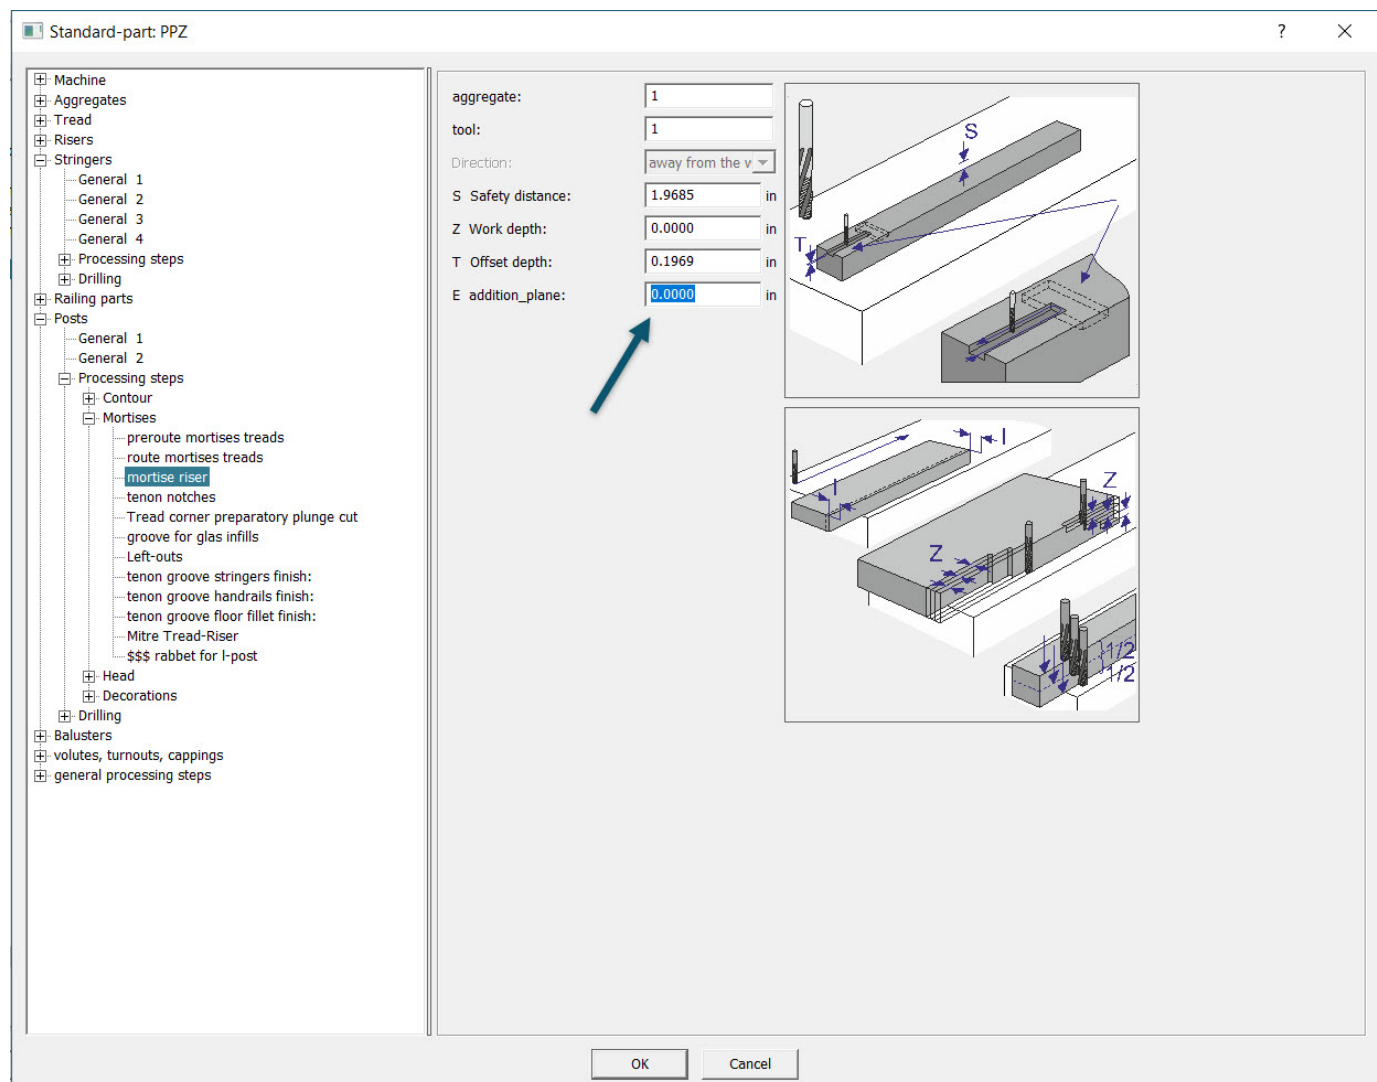 Standard-part: PPZ
?
Machine
Aggregates
Tread
Risers
Stringers
General 1
General 2
General 3
General 4
Processing steps
Drilling
Railing parts
Posts
General 1
General 2
Processing steps
Contour
Mortises
preroute mortises treads
route mortises treads
mortise riser
tenon notches
Tread corner preparatory plunge cut
groove for glas infills
Left-outs
tenon groove stringers finish:
tenon groove handrails finish:
tenon groove floor fillet finish:
Mitre Tread-Riser
$$$ rabbet for I-post
Head
Decorations
Drilling
Balusters
volutes, turnouts, cappings
general processing steps
aggregate: 1
tool: 1
Direction: away from the w
S Safety distance: 1.9685 in
Z Work depth: 0.0000 in
T Offset depth: 0.1969 in
E addition_plane: 0.0000 in
S
T
I
I
Z
Z
1/2
1/2
OK
Cancel